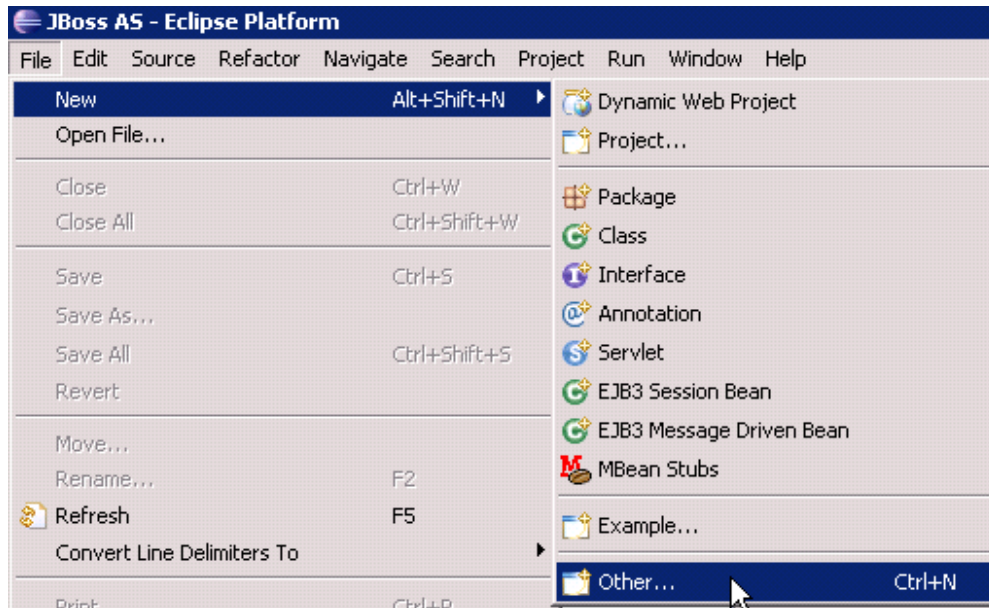 JBoss AS - Eclipse Platform
File Edit Source Refactor Navigate Search Project Run Window Help
New Alt+Shift+N
Open File...
Close Ctrl+W
Close All Ctrl+Shift+W
Save Ctrl+S
Save As...
Save All Ctrl+Shift+S
Revert
Move...
Rename... F2
Refresh F5
Convert Line Delimiters To
Print... Ctrl+P
Dynamic Web Project
Project...
Package
Class
Interface
Annotation
Servlet
EJB3 Session Bean
EJB3 Message Driven Bean
MBean Stubs
Example...
Other... Ctrl+N